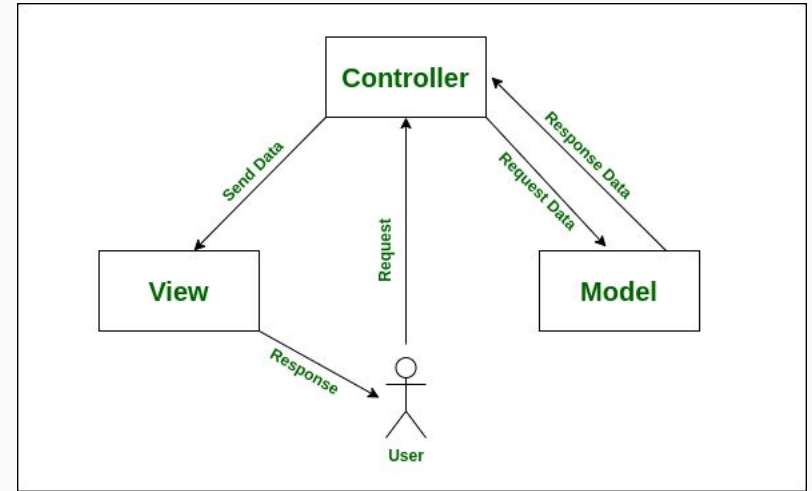 Controller
Send Data
Request Data
Response Data
Request
View
Model
Response
User